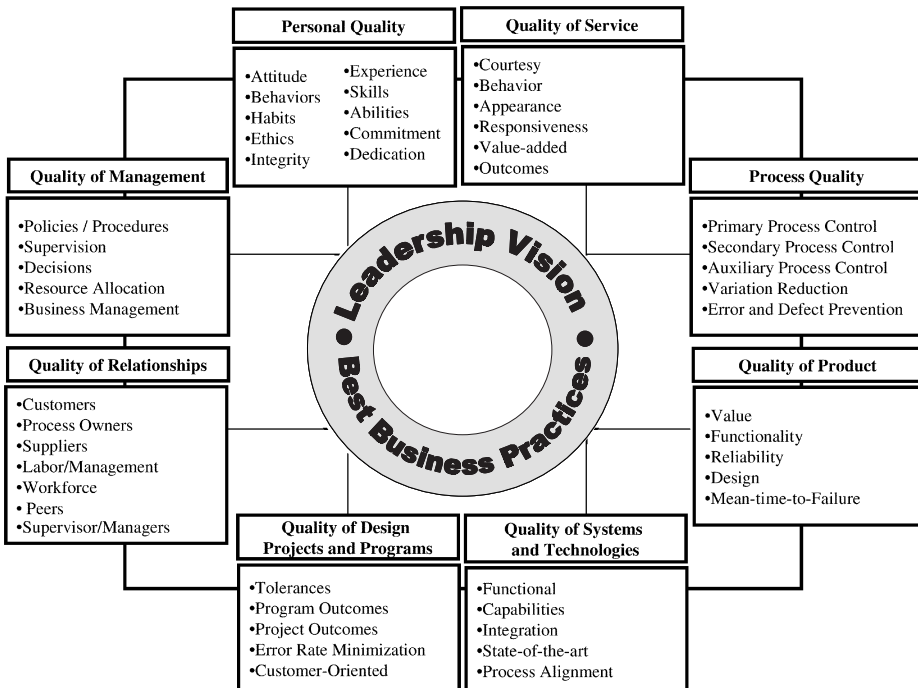 Personal Quality
•Attitude
•Behaviors
•Habits
•Ethics
•Integrity
•Experience
•Skills
•Abilities
•Commitment
•Dedication
Quality of Service
•Courtesy
•Behavior
•Appearance
•Responsiveness
•Value-added
•Outcomes
Quality of Management
•Policies / Procedures
•Supervision
•Decisions
•Resource Allocation
•Business Management
Process Quality
•Primary Process Control
•Secondary Process Control
•Auxiliary Process Control
•Variation Reduction
•Error and Defect Prevention
Leadership Vision
• Best Business Practices •
Quality of Relationships
•Customers
•Process Owners
•Suppliers
•Labor/Management
•Workforce
• Peers
•Supervisor/Managers
Quality of Product
•Value
•Functionality
•Reliability
•Design
•Mean-time-to-Failure
Quality of Design
Projects and Programs
•Tolerances
•Program Outcomes
•Project Outcomes
•Error Rate Minimization
•Customer-Oriented
Quality of Systems
and Technologies
•Functional
•Capabilities
•Integration
•State-of-the-art
•Process Alignment